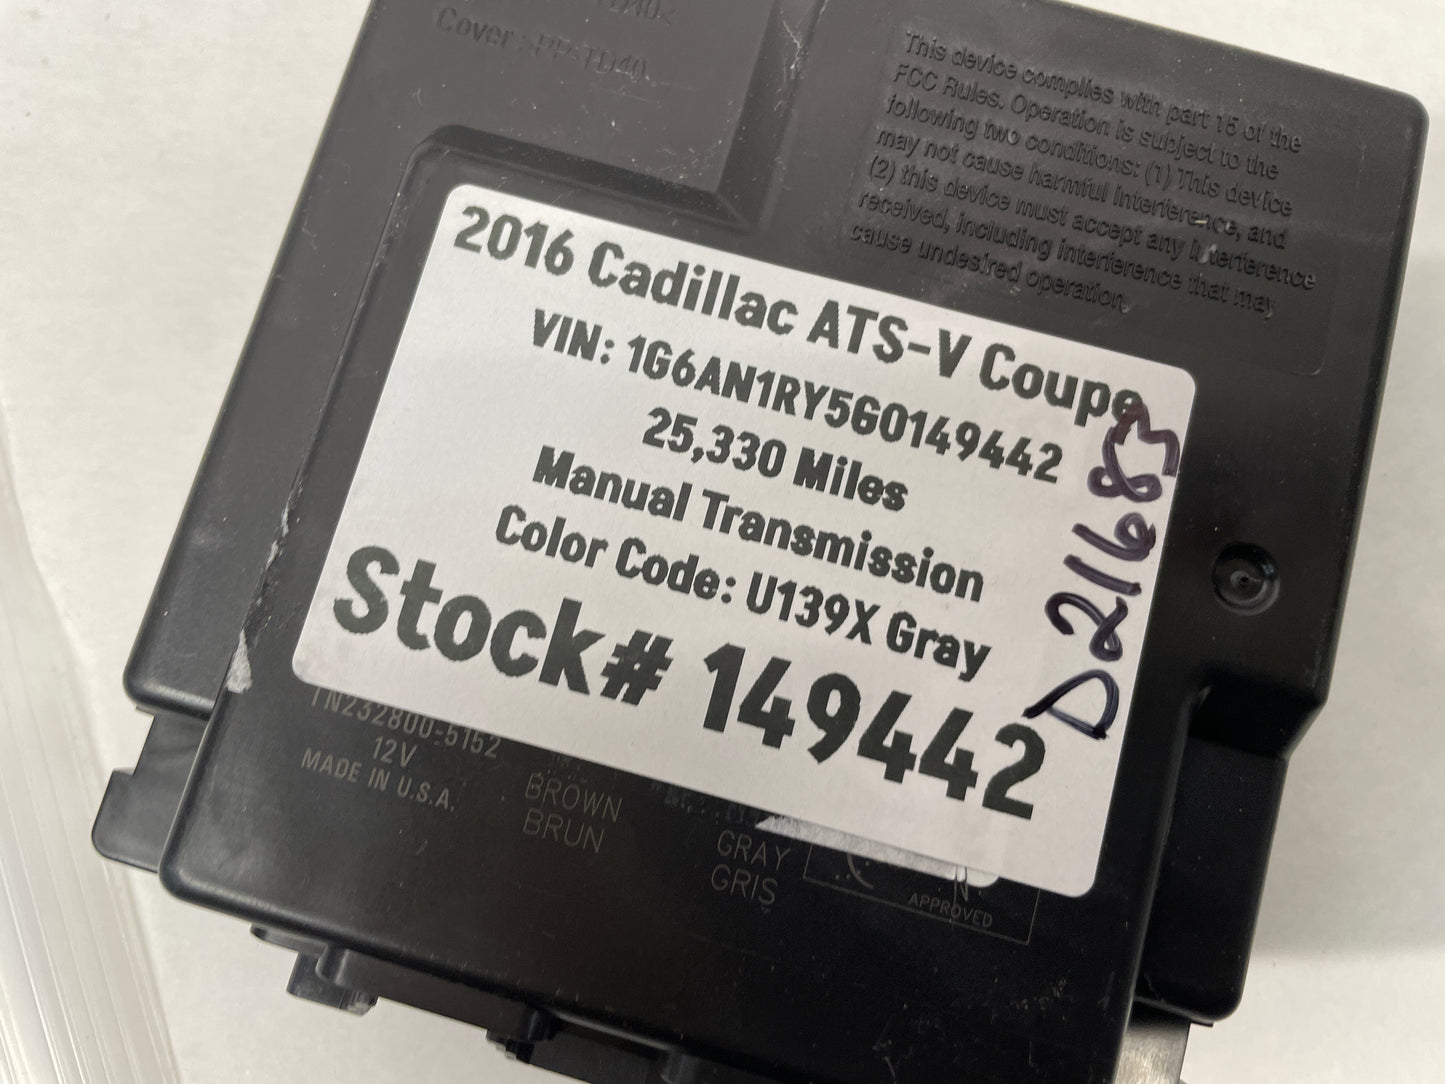 TD40<
Cover : >PP-TD40<
This device complies with part 15 of the
FCC Rules. Operation is subject to the
following two conditions: (1) This device
may not cause harmful interference, and
(2) this device must accept any interference
received, including interference that may
cause undesired operation.
2016 Cadillac ATS-V Coupe
VIN: 1G6AN1RY5G0149442
25,330 Miles
Manual Transmission
Color Code: U139X Gray
Stock# 149442
D21683
TN232800-5152
12V
MADE IN U.S.A.
BROWN
BRUN
GRAY
GRIS
N
APPROVED